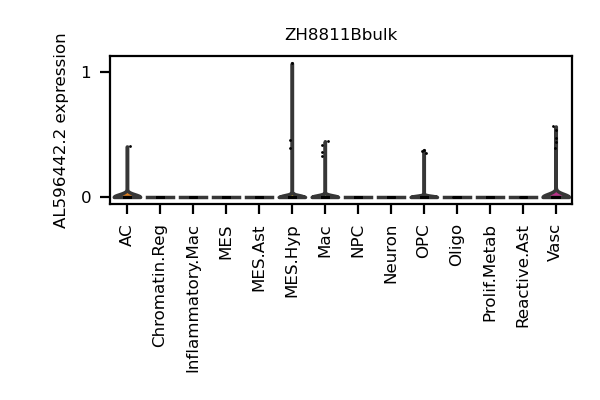 ZH8811Bbulk
AL596442.2 expression
1
0
AC
Chromatin.Reg
Inflammatory.Mac
MES
MES.Ast
MES.Hyp
Mac
NPC
Neuron
OPC
Oligo
Prolif.Metab
Reactive.Ast
Vasc